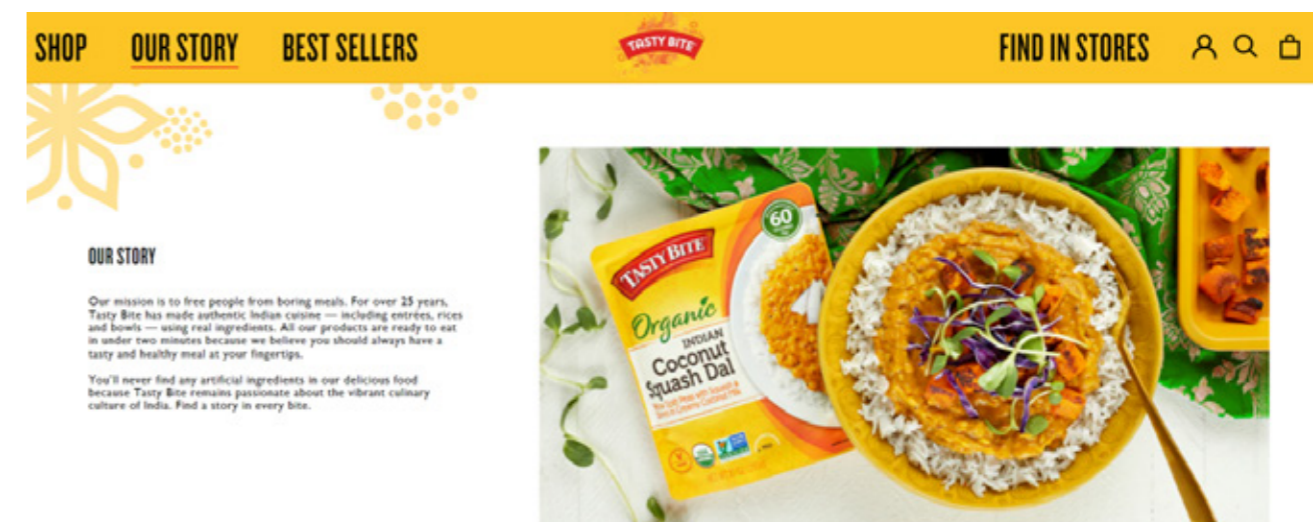 SHOP OUR STORY BEST SELLERS TASTY BITE FIND IN STORES
OUR STORY
Our mission is to free people from boring meals. For over 25 years,
Tasty Bite has made authentic Indian cuisine — including entrées, rices
and bowls — using real ingredients. All our products are ready to eat
in under two minutes because we believe you should always have a
tasty and healthy meal at your fingertips.
You'll never find any artificial ingredients in our delicious food
because Tasty Bite remains passionate about the vibrant culinary
culture of India. Find a story in every bite.
60
TASTY BITE
Organic
INDIAN
Coconut
Squash Dal